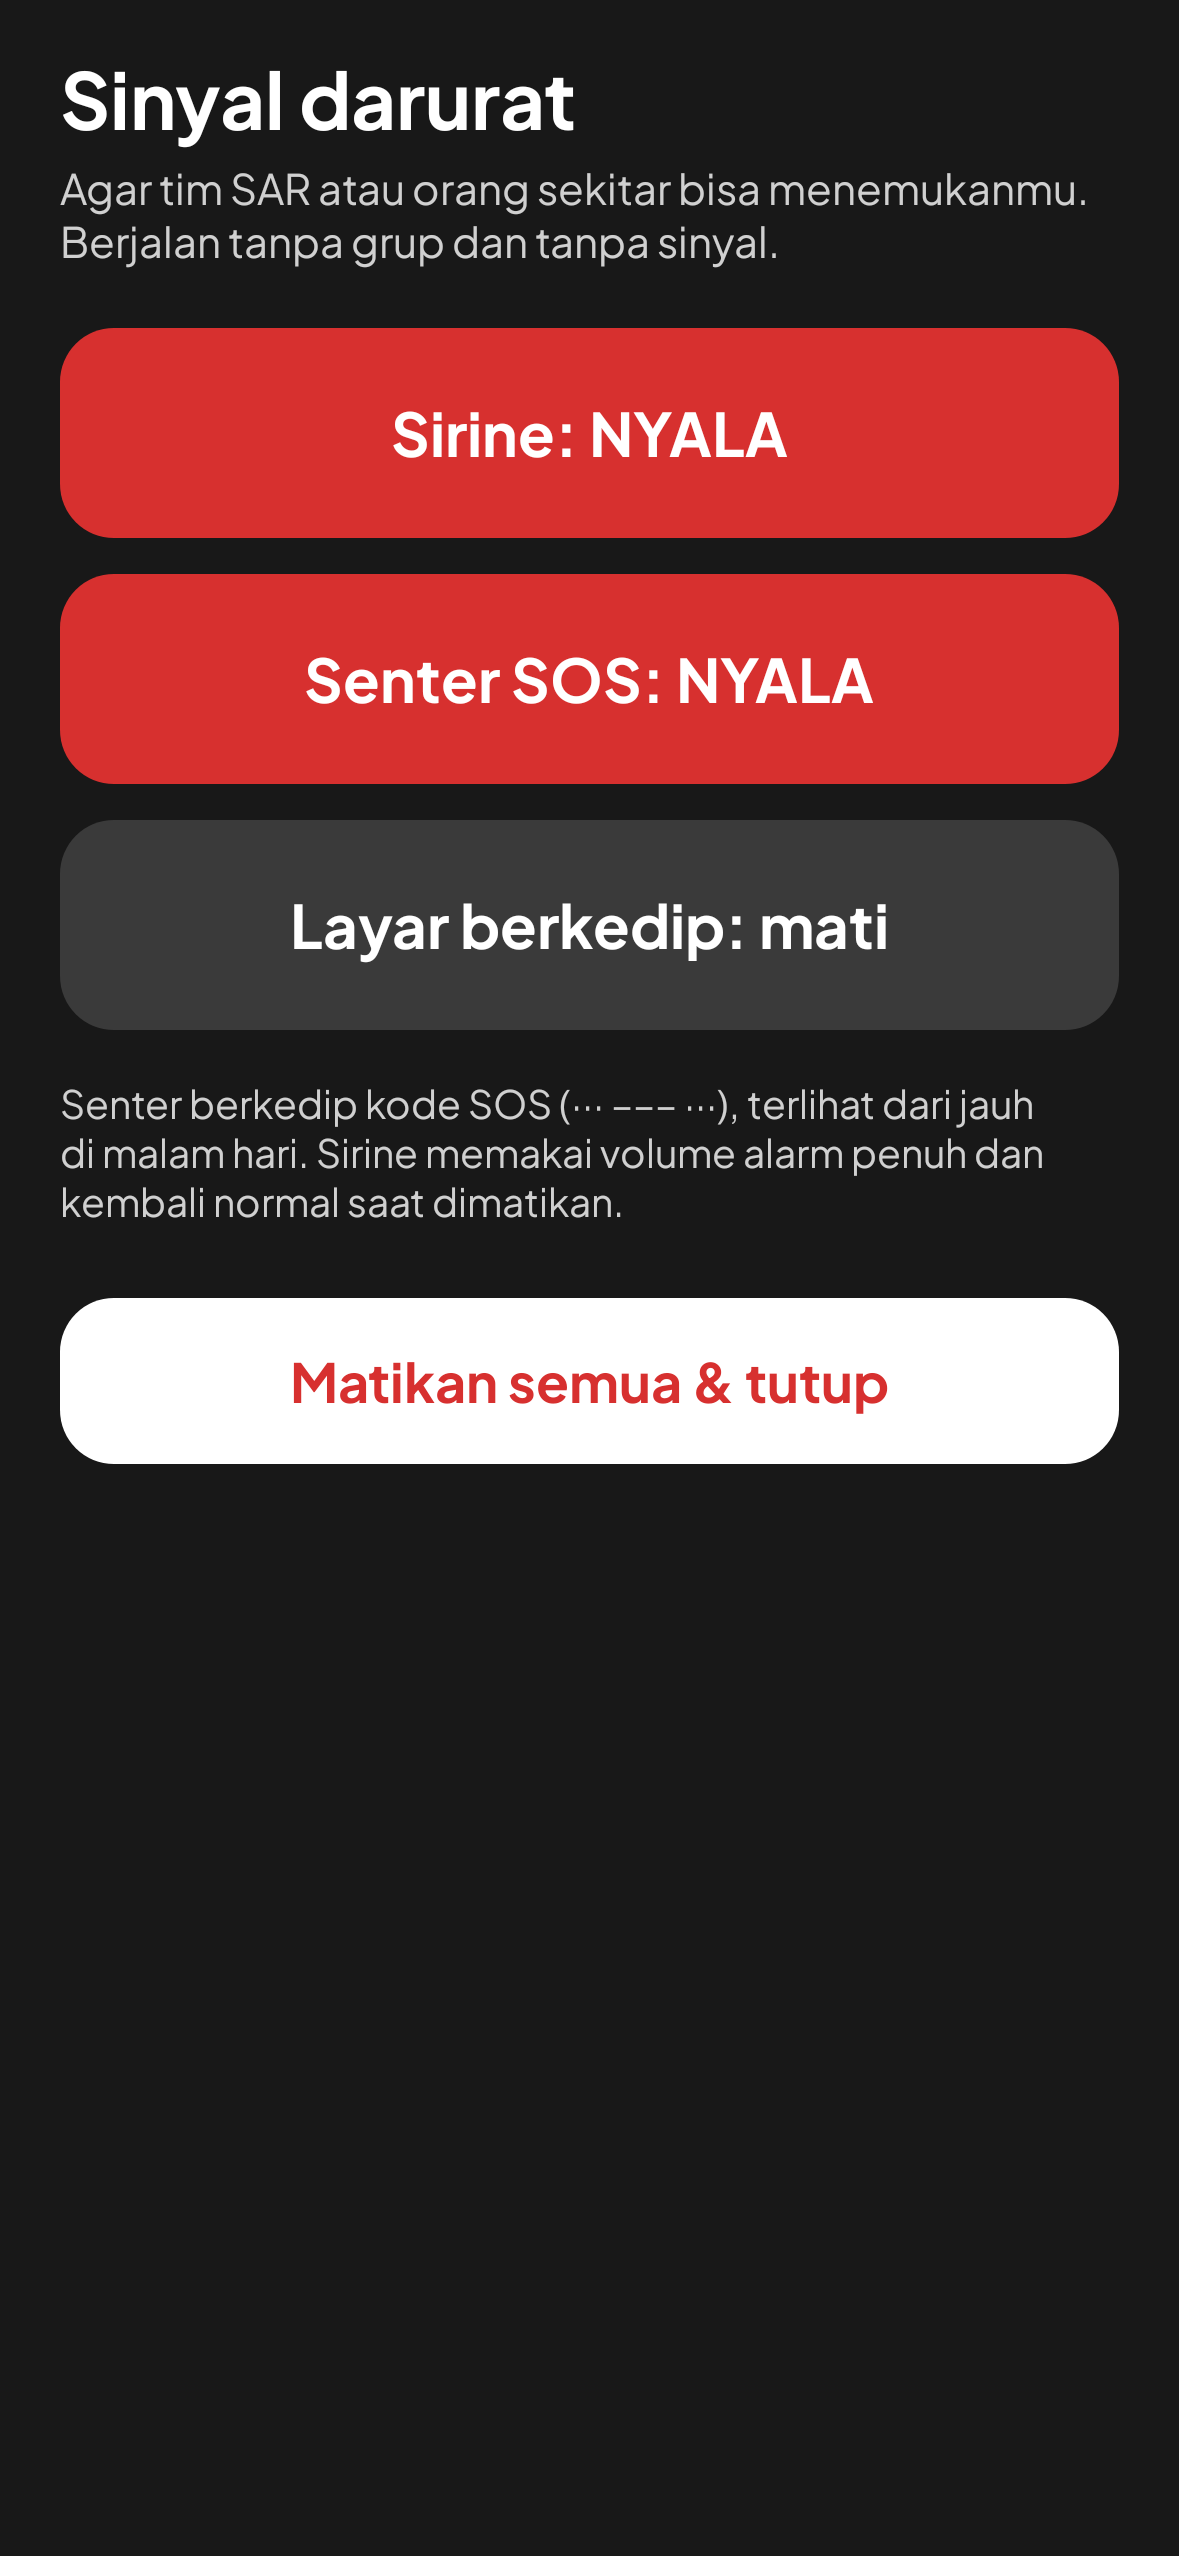 Sinyal darurat
Agar tim SAR atau orang sekitar bisa menemukanmu.
Berjalan tanpa grup dan tanpa sinyal.
Sirine: NYALA
Senter SOS: NYALA
Layar berkedip: mati
Senter berkedip kode SOS (··· −−− ···), terlihat dari jauh
di malam hari. Sirine memakai volume alarm penuh dan
kembali normal saat dimatikan.
Matikan semua & tutup